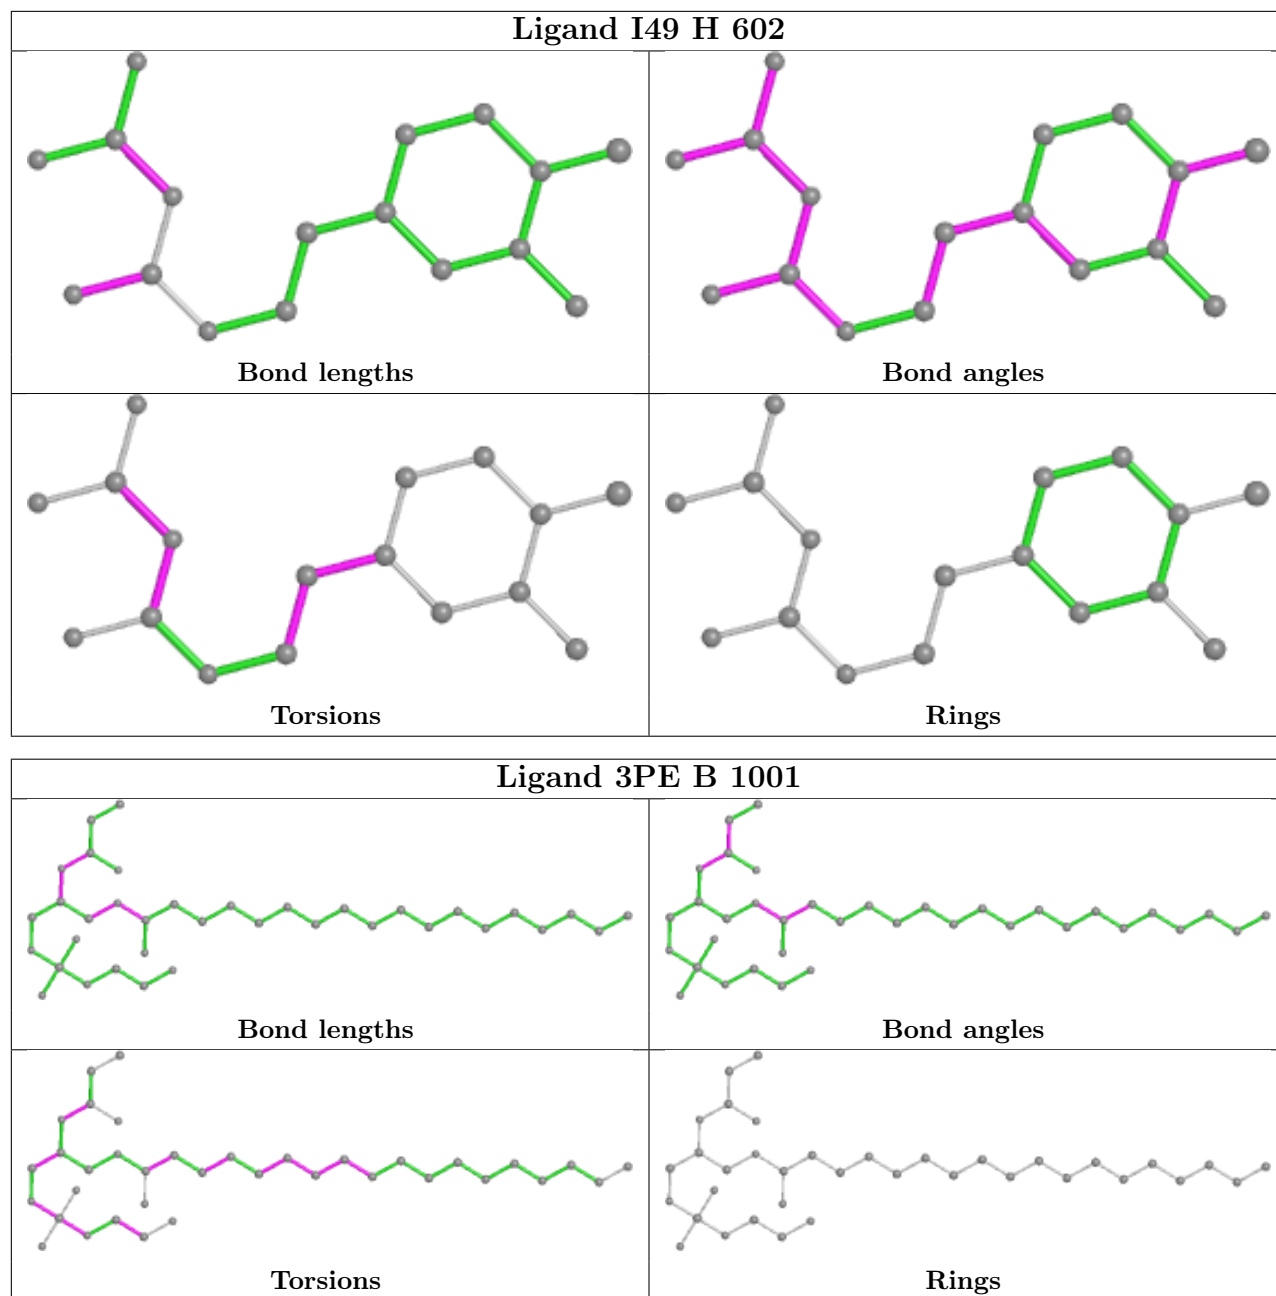 Ligand I49 H 602
Bond lengths
Bond angles
Torsions
Rings
Ligand 3PE B 1001
Bond lengths
Bond angles
Torsions
Rings